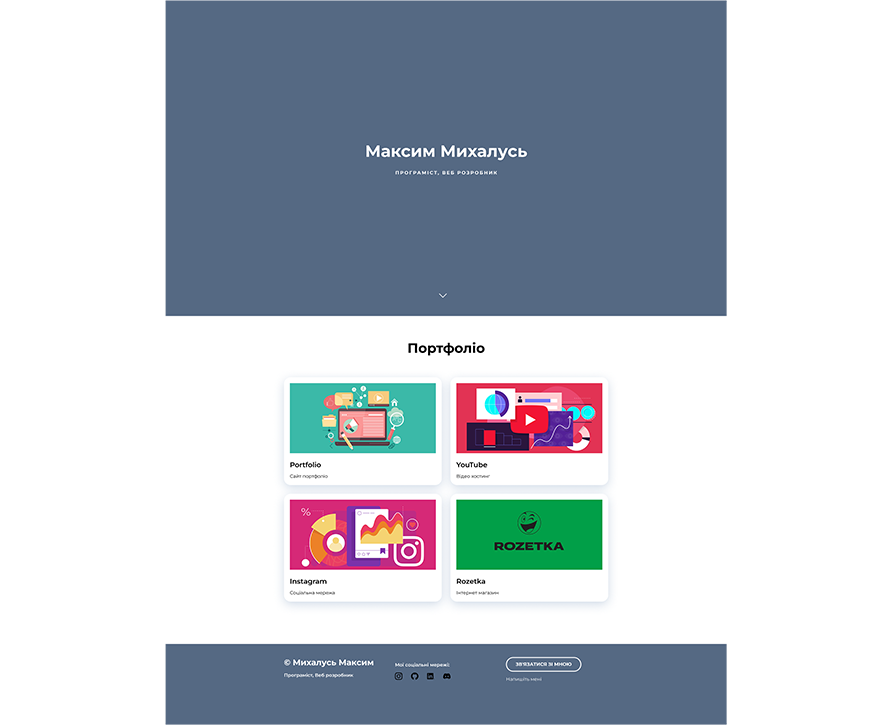 Максим Михалусь
ПРОГРАМІСТ, ВЕБ РОЗРОБНИК
Портфоліо
Portfolio
Сайт-портфоліо
YouTube
Відео хостинг
%
Instagram
Соціальна мережа
ROZETKA
Rozetka
Інтернет магазин
© Михалусь Максим
Програміст, Веб розробник
Мої соціальні мережі:
ЗВ'ЯЗАТИСЯ ЗІ МНОЮ
Напишіть мені